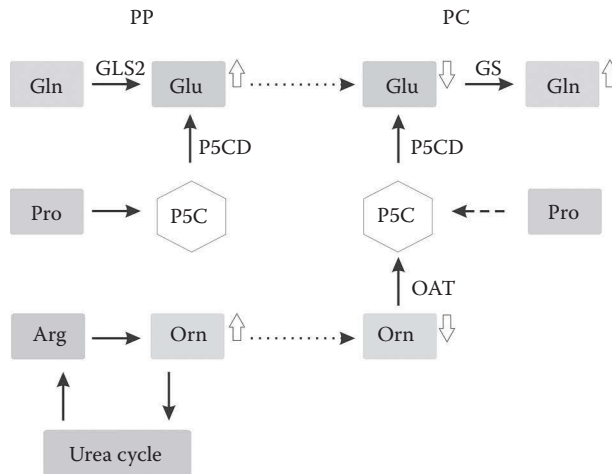 PP
PC
GLS2
GS
Gln
Glu
Glu
Gln
P5CD
P5CD
Pro
P5C
P5C
Pro
OAT
Arg
Orn
Orn
Urea cycle